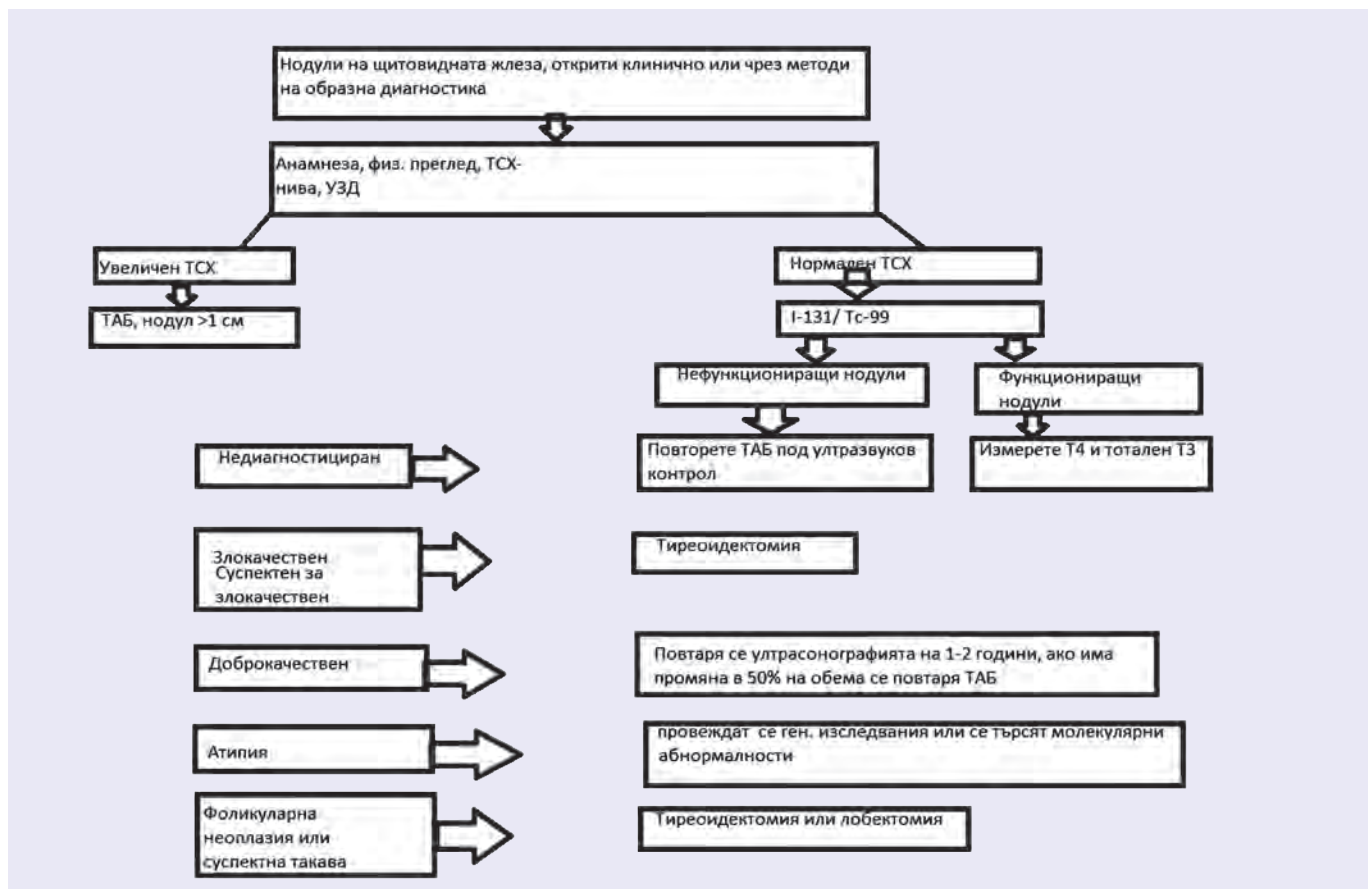 Нодули на щитовидната жлеза, открити клинично или чрез методи
на образна диагностика
Анамнеза, физ. преглед, ТСХ-
нива, УЗД
Увеличен ТСХ
Нормален ТСХ
ТАБ, нодул >1 см
I-131/ Tc-99
Нефункциониращи нодули
Функциониращи
нодули
Недиагностициран
Повторете ТАБ под ултразвуков
контрол
Измерете Т4 и тотален Т3
Злокачествен
Суспектен за
злокачествен
Тиреоидектомия
Доброкачествен
Повтаря се ултрасонографията на 1-2 години, ако има
промяна в 50% на обема се повтаря ТАБ
Атипия
провеждат се ген. изследвания или се търсят молекулярни
абнормалности
Фоликуларна
неоплазия или
суспектна такава
Тиреоидектомия или лобектомия